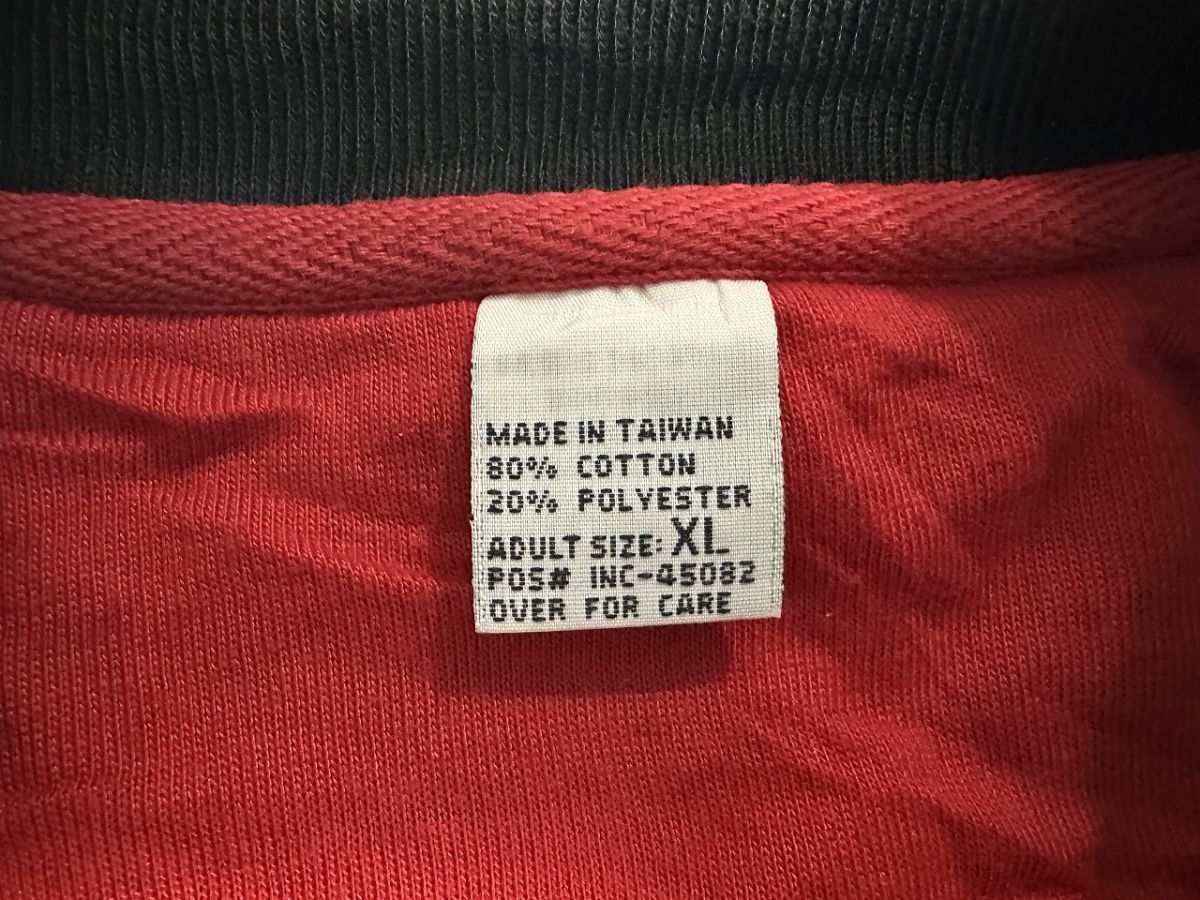 MADE IN TAIWAN
80% COTTON
20% POLYESTER
ADULT SIZE: XL
POS# INC-45082
OVER FOR CARE